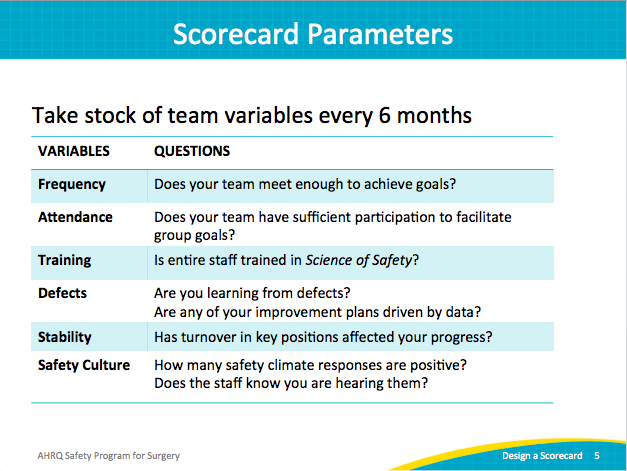 Scorecard Parameters
Take stock of team variables every 6 months
VARIABLES QUESTIONS
Frequency Does your team meet enough to achieve goals?
Attendance Does your team have sufficient participation to facilitate
group goals?
Training Is entire staff trained in Science of Safety?
Defects Are you learning from defects?
Are any of your improvement plans driven by data?
Stability Has turnover in key positions affected your progress?
Safety Culture How many safety climate responses are positive?
Does the staff know you are hearing them?
AHRQ Safety Program for Surgery Design a Scorecard 5